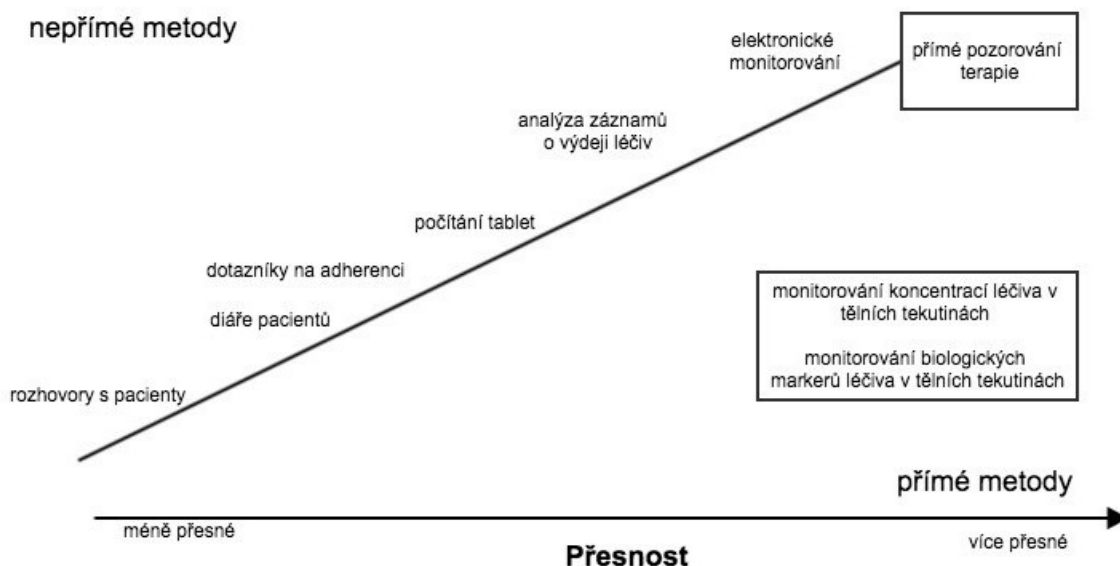 nepřímé metody
elektronické
monitorování
přímé pozorování
terapie
analýza záznamů
o výdeji léčiv
počítání tablet
dotazníky na adherenci
diáře pacientů
rozhovory s pacienty
monitorování koncentrací léčiva v
tělních tekutinách
monitorování biologických
markerů léčiva v tělních tekutinách
přímé metody
méně přesné
Přesnost
více přesné